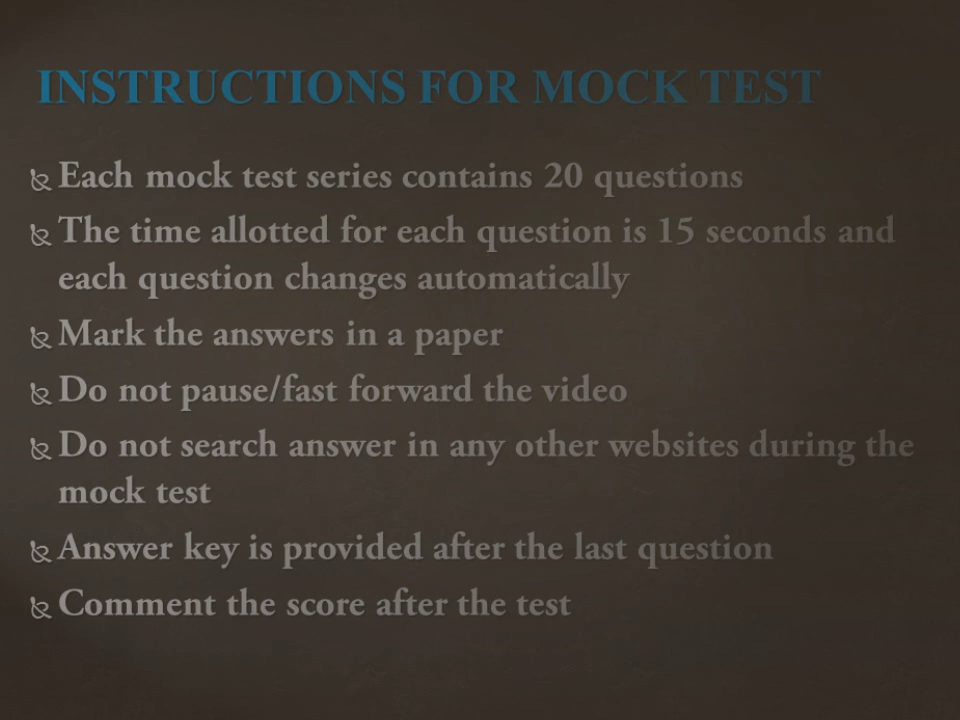 INSTRUCTIONS FOR MOCK TEST
Each mock test series contains 20 questions
The time allotted for each question is 15 seconds and
each question changes automatically
Mark the answers in a paper
Do not pause/fast forward the video
Do not search answer in any other websites during the
mock test
Answer key is provided after the last question
Comment the score after the test